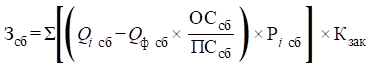 З_сб = Σ[(Q_i сб − Q_ф сб × ОС_сб / ПС_сб) × Р_i сб] × К_зак